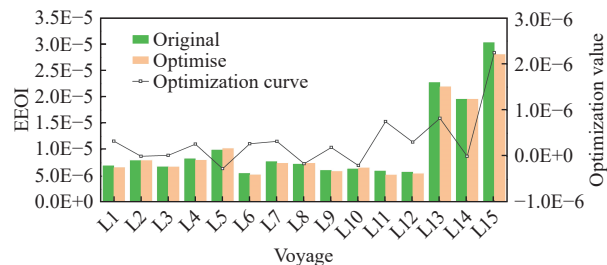 3.5E−5
3.0E−5
2.5E−5
2.0E−5
1.5E−5
1.0E−5
5.0E−6
0.0E+0
EEOI
Original
Optimise
Optimization curve
3.0E−6
2.0E−6
1.0E−6
0.0E+0
−1.0E−6
Optimization value
L1 L2 L3 L4 L5 L6 L7 L8 L9 L10 L11 L12 L13 L14 L15
Voyage